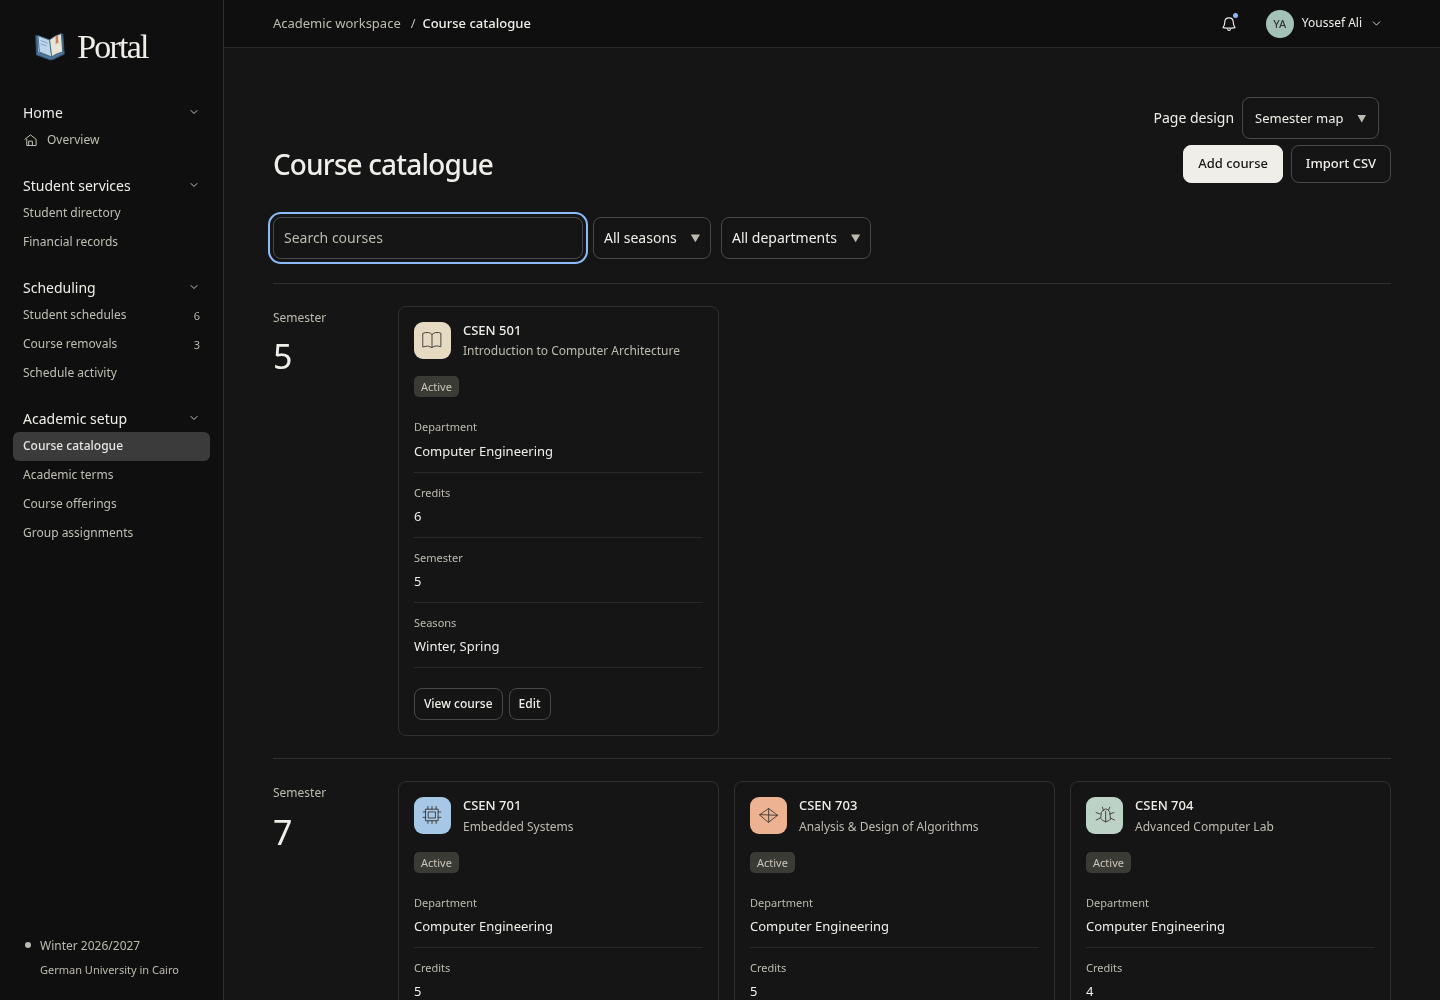 Portal
Home
Overview
Student services
Student directory
Financial records
Scheduling
Student schedules 6
Course removals 3
Schedule activity
Academic setup
Course catalogue
Academic terms
Course offerings
Group assignments
Winter 2026/2027
German University in Cairo
Academic workspace / Course catalogue
YA Youssef Ali
Page design Semester map
Course catalogue
Add course Import CSV
Search courses All seasons All departments
Semester
5
CSEN 501
Introduction to Computer Architecture
Active
Department
Computer Engineering
Credits
6
Semester
5
Seasons
Winter, Spring
View course Edit
Semester
7
CSEN 701
Embedded Systems
Active
Department
Computer Engineering
Credits
5
CSEN 703
Analysis & Design of Algorithms
Active
Department
Computer Engineering
Credits
5
CSEN 704
Advanced Computer Lab
Active
Department
Computer Engineering
Credits
4